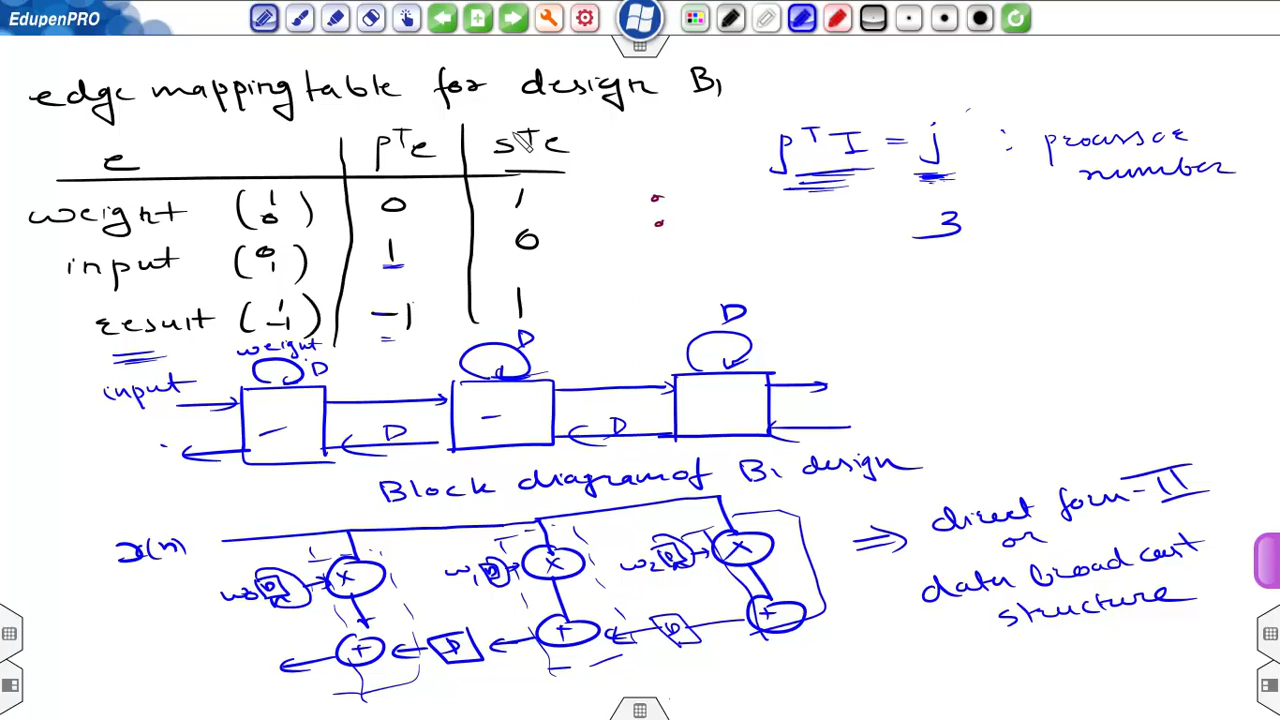 EdupenPRO
edge mapping table for design B1
e pᵀe sᵀe
weight (1 0) 0 1
input (0 1) 1 0
result (1 -1) -1 1
pᵀ I = j : processor
number
3
weight
D D D
input
D D
Block diagram of B1 design
x(n)
w0 D X w1 D X w2 X
+ D + D +
⇒ direct form-II
or
data broadcast
structure